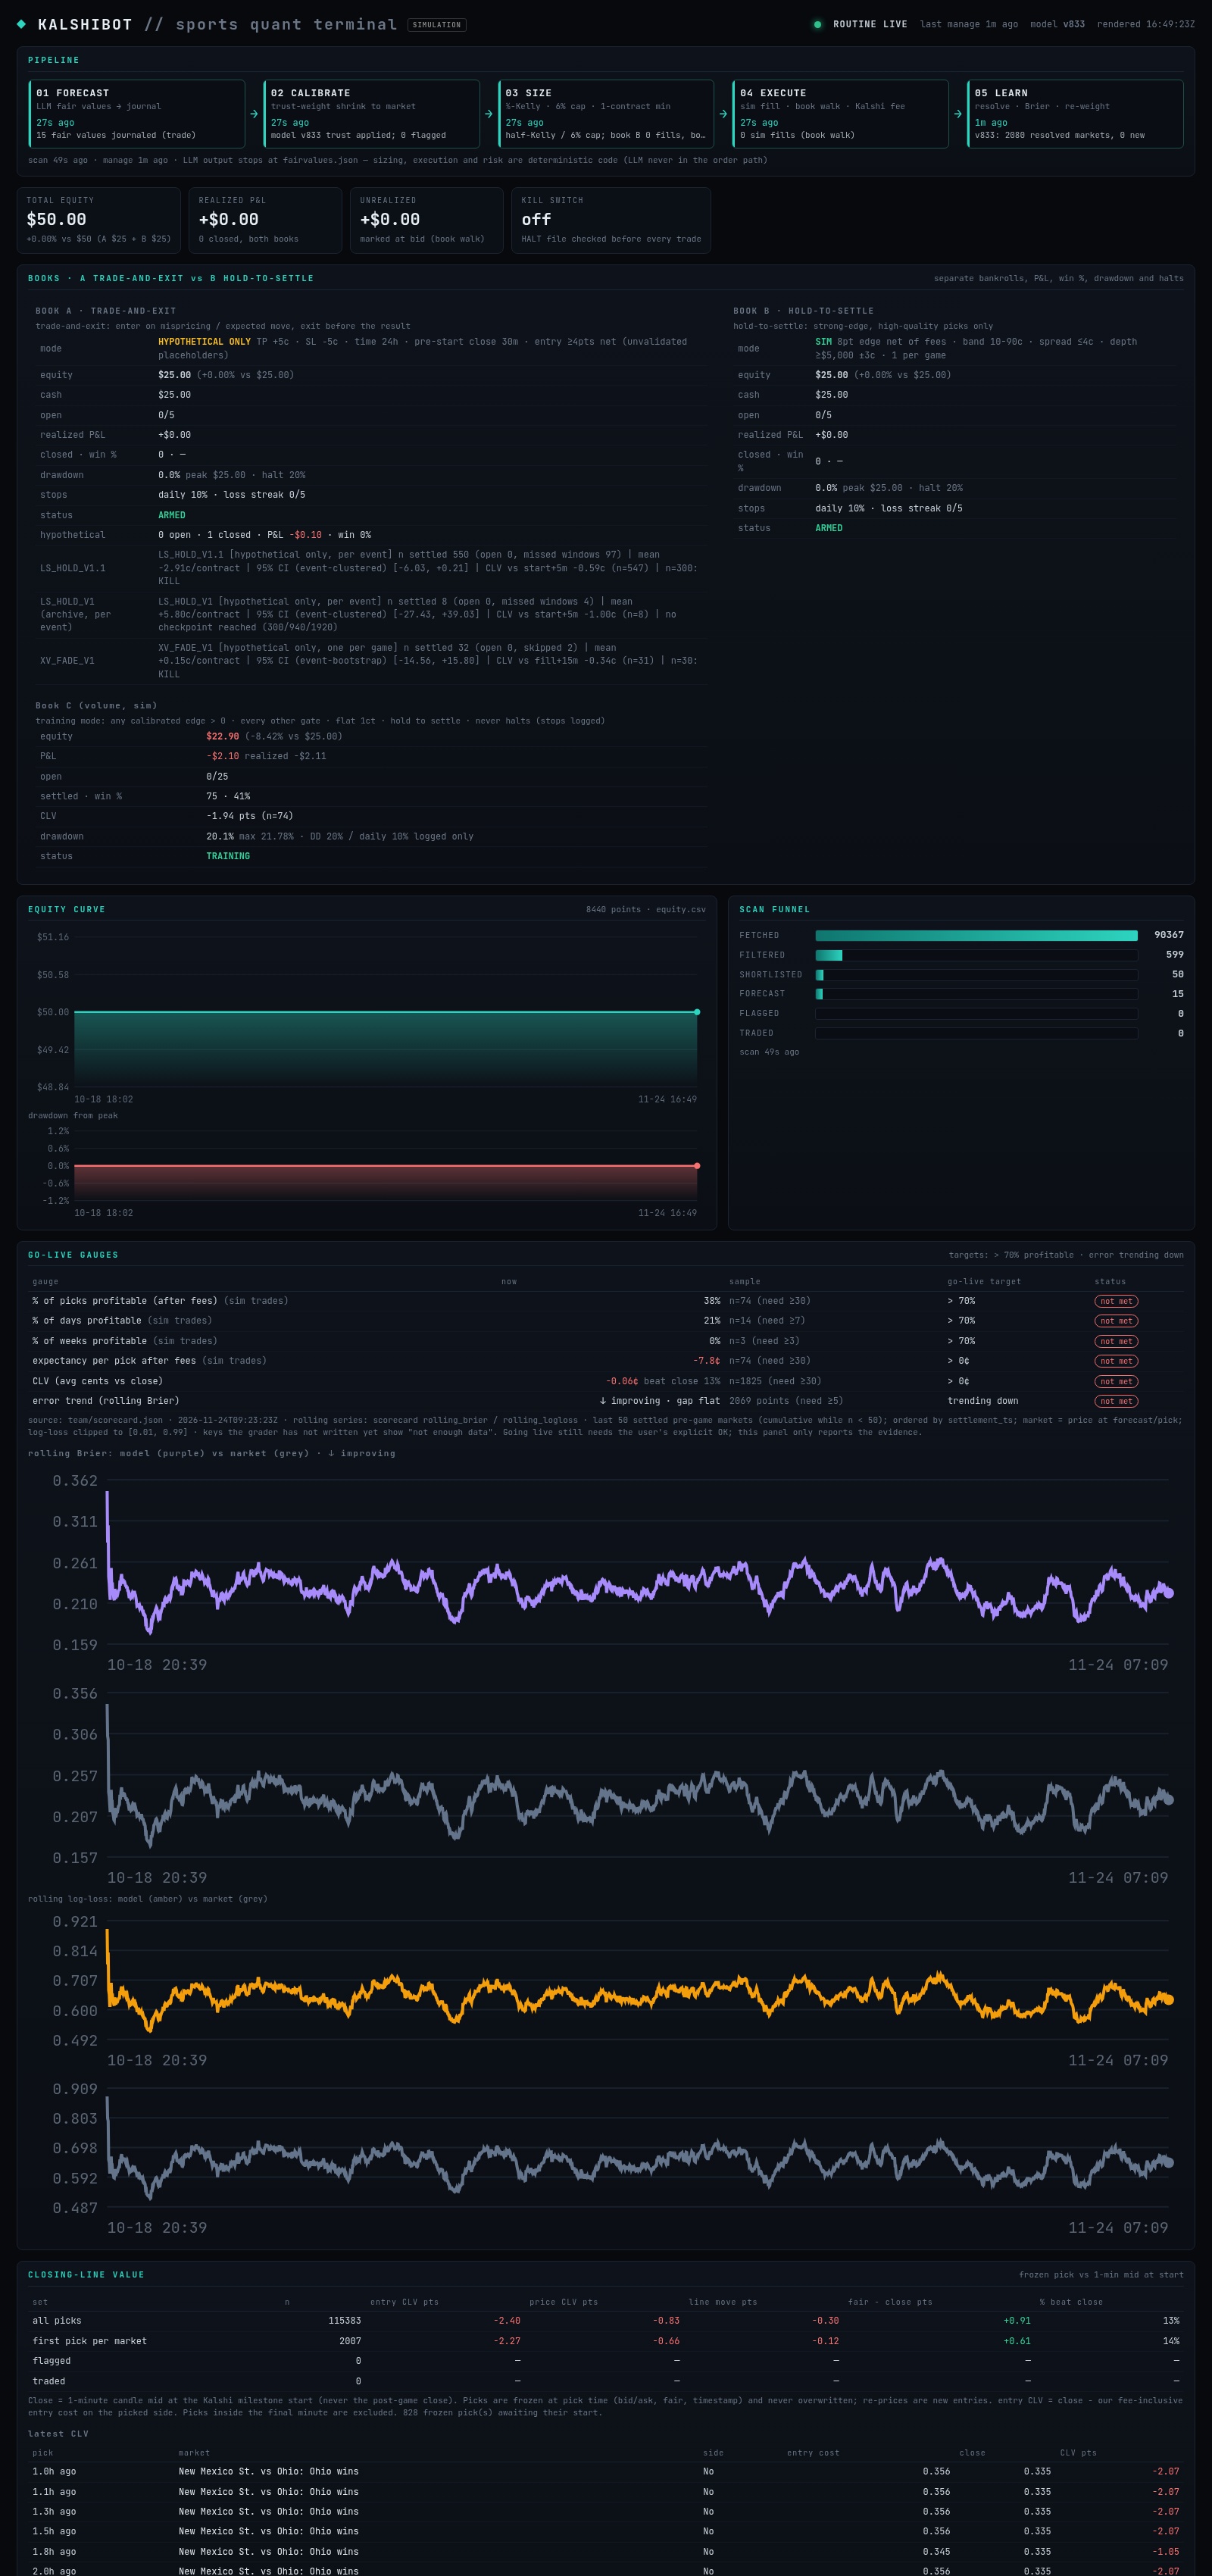 ◆ KALSHIBOT // sports quant terminal SIMULATION
ROUTINE LIVE last manage 1m ago model v833 rendered 16:49:23Z
PIPELINE
01 FORECAST
LLM fair values → journal
27s ago
15 fair values journaled (trade)
→
02 CALIBRATE
trust-weight shrink to market
27s ago
model v833 trust applied; 0 flagged
→
03 SIZE
½-Kelly · 6% cap · 1-contract min
27s ago
half-Kelly / 6% cap; book B 0 fills, bo…
→
04 EXECUTE
sim fill · book walk · Kalshi fee
27s ago
0 sim fills (book walk)
→
05 LEARN
resolve · Brier · re-weight
1m ago
v833: 2080 resolved markets, 0 new
scan 49s ago · manage 1m ago · LLM output stops at fairvalues.json — sizing, execution and risk are deterministic code (LLM never in the order path)
TOTAL EQUITY
$50.00
+0.00% vs $50 (A $25 + B $25)
REALIZED P&L
+$0.00
0 closed, both books
UNREALIZED
+$0.00
marked at bid (book walk)
KILL SWITCH
off
HALT file checked before every trade
BOOKS · A TRADE-AND-EXIT vs B HOLD-TO-SETTLE
separate bankrolls, P&L, win %, drawdown and halts
BOOK A · TRADE-AND-EXIT
trade-and-exit: enter on mispricing / expected move, exit before the result
mode HYPOTHETICAL ONLY TP +5c · SL -5c · time 24h · pre-start close 30m · entry ≥4pts net (unvalidated
placeholders)
equity $25.00 (+0.00% vs $25.00)
cash $25.00
open 0/5
realized P&L +$0.00
closed · win % 0 · —
drawdown 0.0% peak $25.00 · halt 20%
stops daily 10% · loss streak 0/5
status ARMED
hypothetical 0 open · 1 closed · P&L -$0.10 · win 0%
LS_HOLD_V1.1 LS_HOLD_V1.1 [hypothetical only, per event] n settled 550 (open 0, missed windows 97) | mean
-2.91c/contract | 95% CI (event-clustered) [-6.03, +0.21] | CLV vs start+5m -0.59c (n=547) | n=300:
KILL
LS_HOLD_V1 (archive, per event) LS_HOLD_V1 [hypothetical only, per event] n settled 8 (open 0, missed windows 4) | mean
+5.80c/contract | 95% CI (event-clustered) [-27.43, +39.03] | CLV vs start+5m -1.00c (n=8) | no
checkpoint reached (300/940/1920)
XV_FADE_V1 XV_FADE_V1 [hypothetical only, one per game] n settled 32 (open 0, skipped 2) | mean
+0.15c/contract | 95% CI (event-bootstrap) [-14.56, +15.80] | CLV vs fill+15m -0.34c (n=31) | n=30:
KILL
BOOK B · HOLD-TO-SETTLE
hold-to-settle: strong-edge, high-quality picks only
mode SIM 8pt edge net of fees · band 10-90c · spread ≤4c · depth
≥$5,000 ±3c · 1 per game
equity $25.00 (+0.00% vs $25.00)
cash $25.00
open 0/5
realized P&L +$0.00
closed · win % 0 · —
drawdown 0.0% peak $25.00 · halt 20%
stops daily 10% · loss streak 0/5
status ARMED
Book C (volume, sim)
training mode: any calibrated edge > 0 · every other gate · flat 1ct · hold to settle · never halts (stops logged)
equity $22.90 (-8.42% vs $25.00)
P&L -$2.10 realized -$2.11
open 0/25
settled · win % 75 · 41%
CLV -1.94 pts (n=74)
drawdown 20.1% max 21.78% · DD 20% / daily 10% logged only
status TRAINING
EQUITY CURVE
8440 points · equity.csv
$51.16
$50.58
$50.00
$49.42
$48.84
10-18 18:02 11-24 16:49
drawdown from peak
1.2%
0.6%
0.0%
-0.6%
-1.2%
10-18 18:02 11-24 16:49
SCAN FUNNEL
FETCHED 90367
FILTERED 599
SHORTLISTED 50
FORECAST 15
FLAGGED 0
TRADED 0
scan 49s ago
GO-LIVE GAUGES
targets: > 70% profitable · error trending down
gauge now sample go-live target status
% of picks profitable (after fees) (sim trades) 38% n=74 (need ≥30) > 70% not met
% of days profitable (sim trades) 21% n=14 (need ≥7) > 70% not met
% of weeks profitable (sim trades) 0% n=3 (need ≥3) > 70% not met
expectancy per pick after fees (sim trades) -7.8¢ n=74 (need ≥30) > 0¢ not met
CLV (avg cents vs close) -0.06¢ beat close 13% n=1825 (need ≥30) > 0¢ not met
error trend (rolling Brier) ↓ improving · gap flat 2069 points (need ≥5) trending down not met
source: team/scorecard.json · 2026-11-24T09:23:23Z · rolling series: scorecard rolling_brier / rolling_logloss · last 50 settled pre-game markets (cumulative while n < 50); ordered by settlement_ts; market = price at forecast/pick;
log-loss clipped to [0.01, 0.99] · keys the grader has not written yet show "not enough data". Going live still needs the user's explicit OK; this panel only reports the evidence.
rolling Brier: model (purple) vs market (grey) · ↓ improving
0.362
0.311
0.261
0.210
0.159
10-18 20:39 11-24 07:09
0.356
0.306
0.257
0.207
0.157
10-18 20:39 11-24 07:09
rolling log-loss: model (amber) vs market (grey)
0.921
0.814
0.707
0.600
0.492
10-18 20:39 11-24 07:09
0.909
0.803
0.698
0.592
0.487
10-18 20:39 11-24 07:09
CLOSING-LINE VALUE
frozen pick vs 1-min mid at start
set n entry CLV pts price CLV pts line move pts fair - close pts % beat close
all picks 115383 -2.40 -0.83 -0.30 +0.91 13%
first pick per market 2007 -2.27 -0.66 -0.12 +0.61 14%
flagged 0 — — — — —
traded 0 — — — — —
Close = 1-minute candle mid at the Kalshi milestone start (never the post-game close). Picks are frozen at pick time (bid/ask, fair, timestamp) and never overwritten; re-prices are new entries. entry CLV = close - our fee-inclusive
entry cost on the picked side. Picks inside the final minute are excluded. 828 frozen pick(s) awaiting their start.
latest CLV
pick market side entry cost close CLV pts
1.0h ago New Mexico St. vs Ohio: Ohio wins No 0.356 0.335 -2.07
1.1h ago New Mexico St. vs Ohio: Ohio wins No 0.356 0.335 -2.07
1.3h ago New Mexico St. vs Ohio: Ohio wins No 0.356 0.335 -2.07
1.5h ago New Mexico St. vs Ohio: Ohio wins No 0.356 0.335 -2.07
1.8h ago New Mexico St. vs Ohio: Ohio wins No 0.345 0.335 -1.05
2.0h ago New Mexico St. vs Ohio: Ohio wins No 0.356 0.335 -2.07